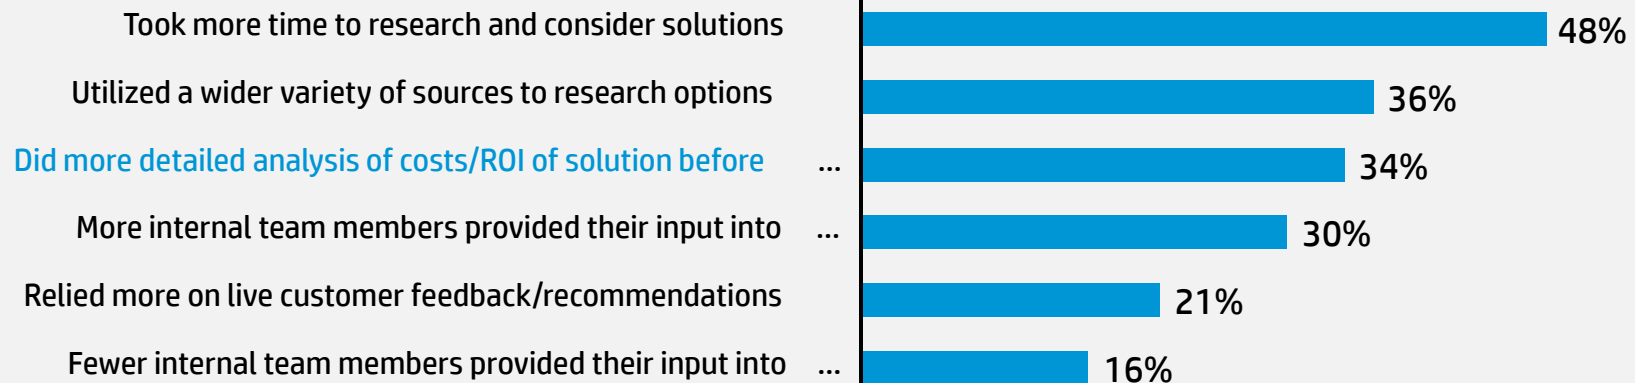 Took more time to research and consider solutions 48%
Utilized a wider variety of sources to research options 36%
Did more detailed analysis of costs/ROI of solution before ... 34%
More internal team members provided their input into ... 30%
Relied more on live customer feedback/recommendations 21%
Fewer internal team members provided their input into ... 16%